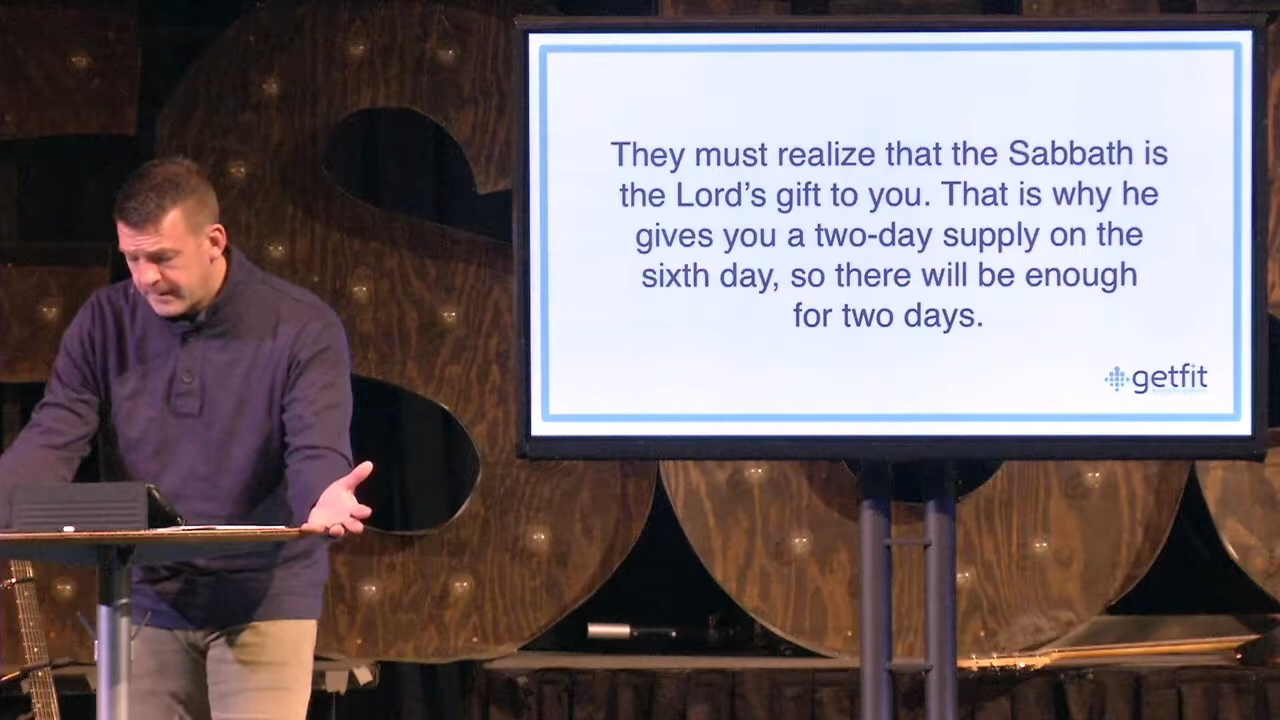 They must realize that the Sabbath is
the Lord's gift to you. That is why he
gives you a two-day supply on the
sixth day, so there will be enough
for two days.
getfit